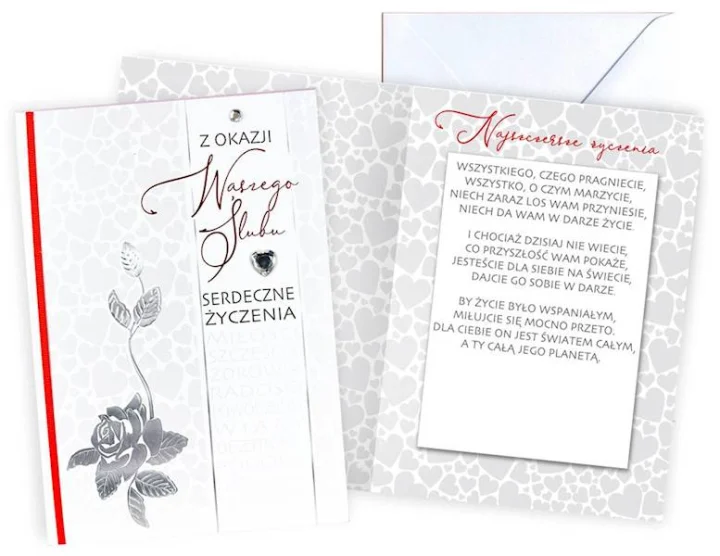 Z OKAZJI
Waszego
Ślubu
SERDECZNE
ŻYCZENIA
Najszczersze życzenia
WSZYSTKIEGO, CZEGO PRAGNIECIE,
WSZYSTKO, O CZYM MARZYCIE,
NIECH ZARAZ LOS WAM PRZYNIESIE,
NIECH DA WAM W DARZE ŻYCIE.
I CHOCIAŻ DZISIAJ NIE WIECIE,
CO PRZYSZŁOŚĆ WAM POKAŻE,
JESTEŚCIE DLA SIEBIE NA ŚWIECIE,
DAJCIE GO SOBIE W DARZE.
BY ŻYCIE BYŁO WSPANIAŁYM,
MIŁUJCIE SIĘ MOCNO PRZETO.
DLA CIEBIE ON JEST ŚWIATEM CAŁYM,
A TY CAŁĄ JEGO PLANETĄ.